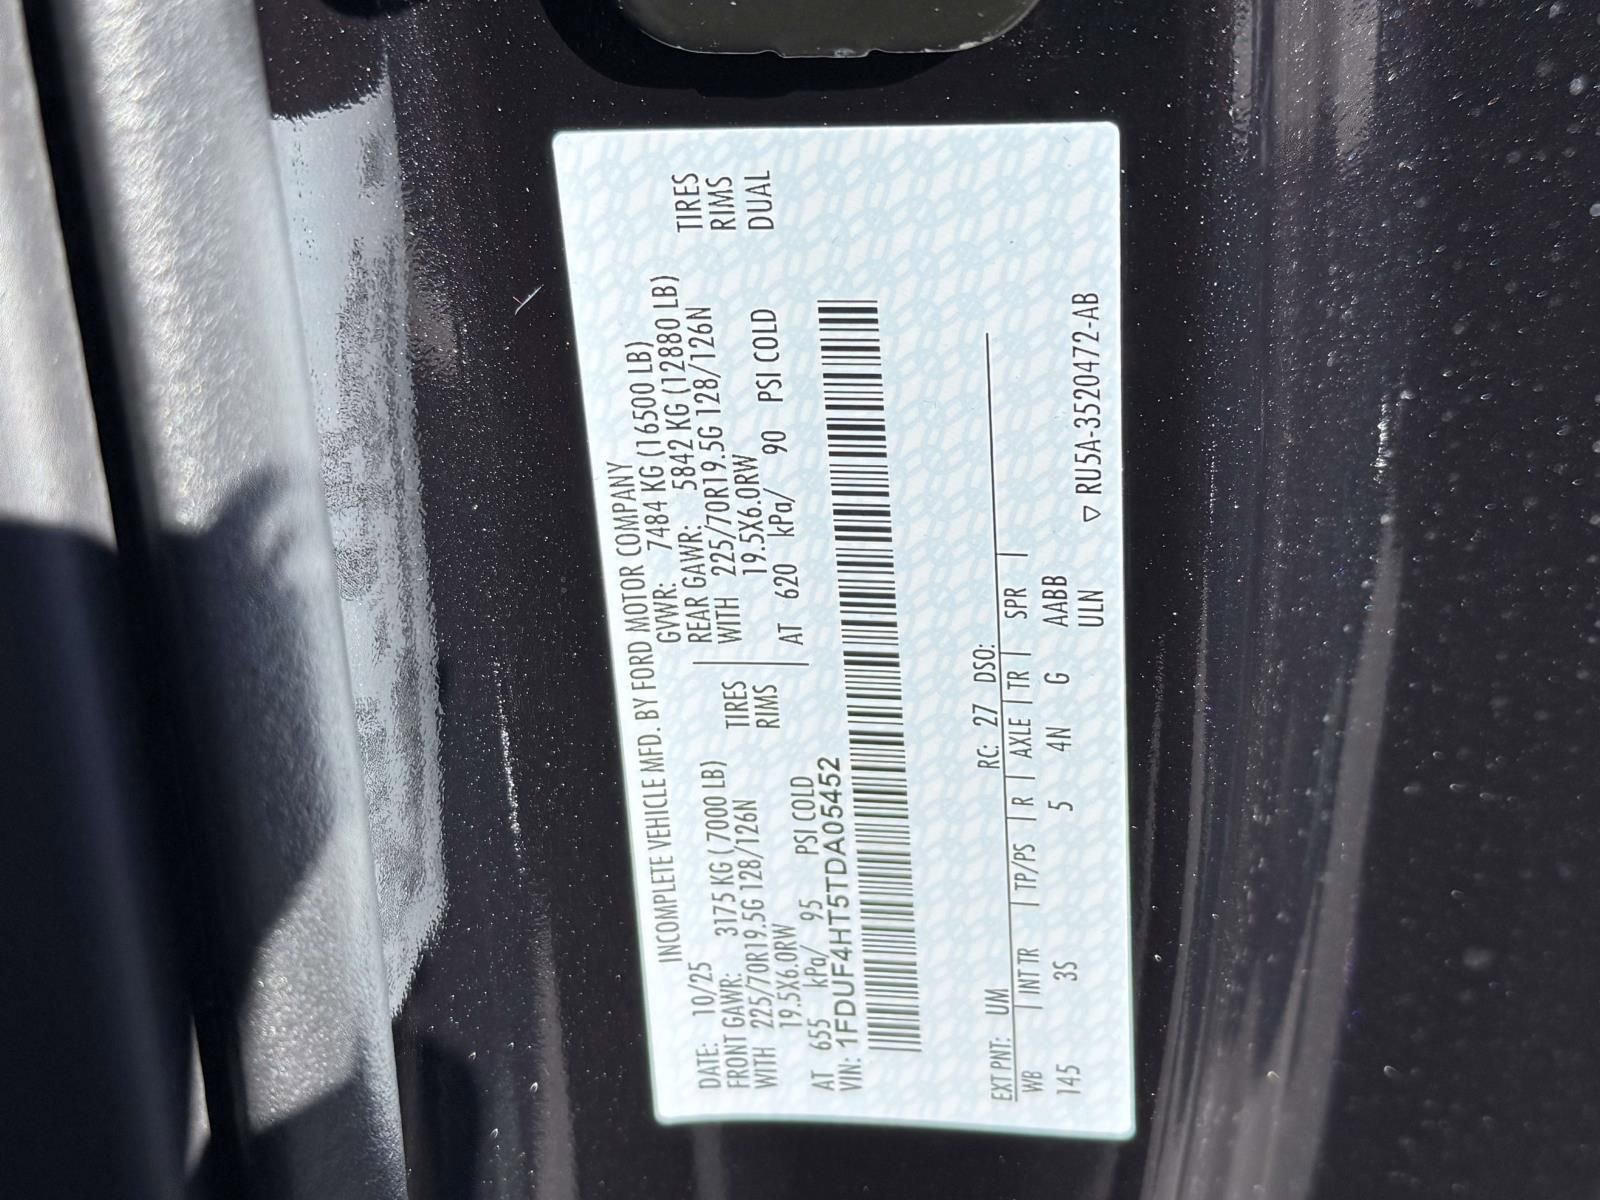 INCOMPLETE VEHICLE MFD. BY FORD MOTOR COMPANY
DATE: 10/25 GVWR: 7484 KG (16500 LB)
FRONT GAWR: 3175 KG ( 7000 LB) REAR GAWR: 5842 KG (12880 LB)
WITH 225/70R19.5G 128/126N TIRES WITH 225/70R19.5G 128/126N TIRES
19.5X6.0RW RIMS 19.5X6.0RW RIMS
AT 655 kPa/ 95 PSI COLD AT 620 kPa/ 90 PSI COLD DUAL
VIN: 1FDUF4HT5TDA05452
EXT PNT: UM RC: 27 DSO:
WB | INT TR | TP/PS | R | AXLE | TR | SPR |
145 3S 5 4N G AABB
ULN ▽ RU5A-3520472-AB